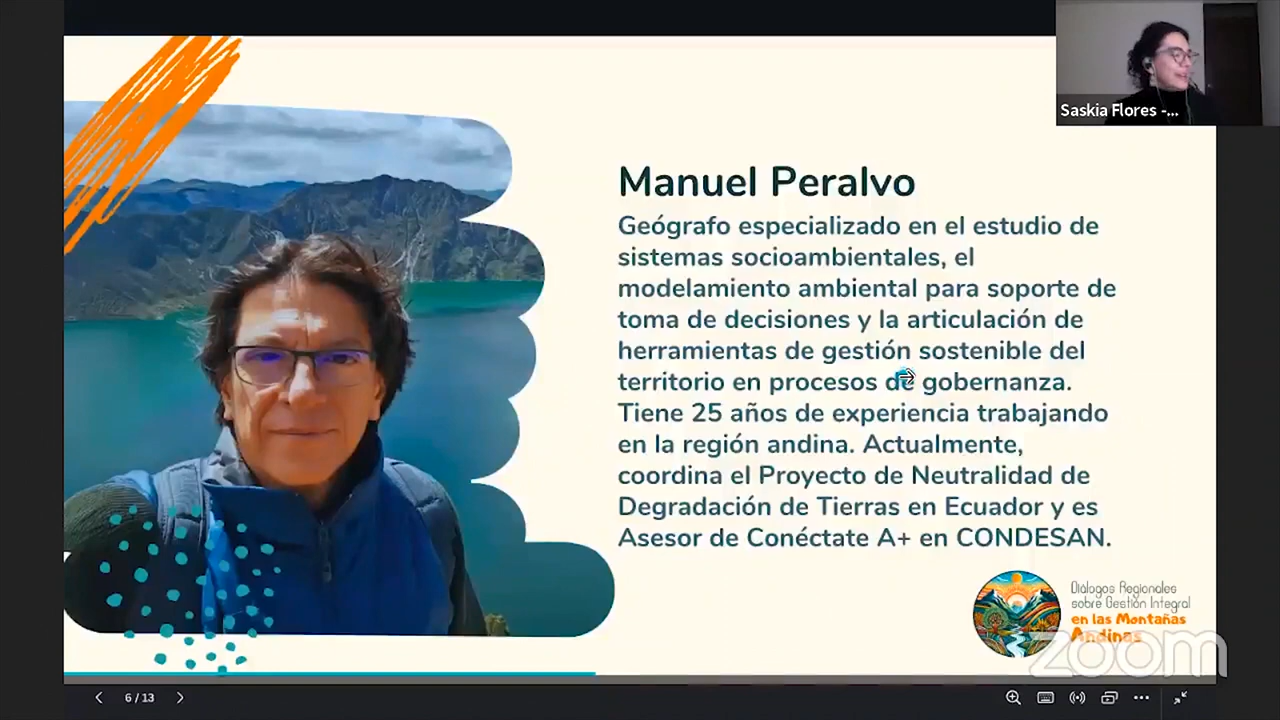 Saskia Flores -...
Manuel Peralvo
Geógrafo especializado en el estudio de
sistemas socioambientales, el
modelamiento ambiental para soporte de
toma de decisiones y la articulación de
herramientas de gestión sostenible del
territorio en procesos de gobernanza.
Tiene 25 años de experiencia trabajando
en la región andina. Actualmente,
coordina el Proyecto de Neutralidad de
Degradación de Tierras en Ecuador y es
Asesor de Conéctate A+ en CONDESAN.
Diálogos Regionales
sobre Gestión Integral
en las Montañas
Andinas
zoom
6 / 13